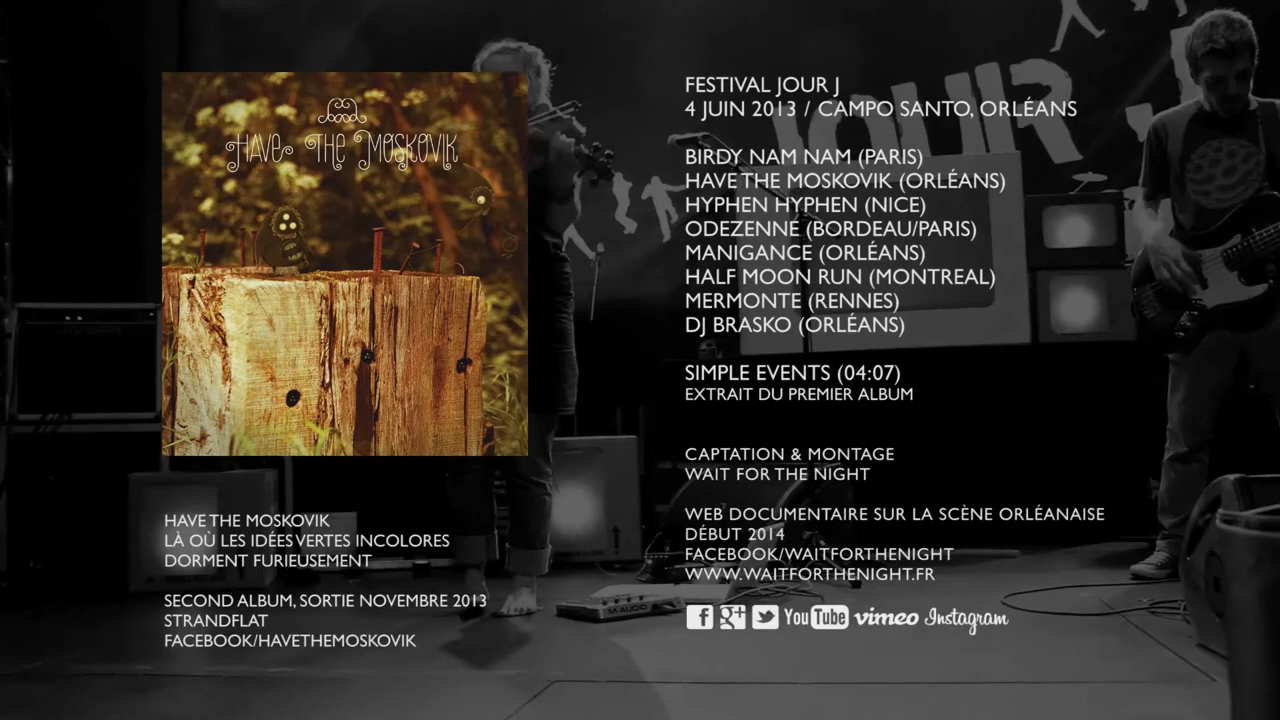 HAVE THE MOSKOVIK
HAVE THE MOSKOVIK
LÀ OÙ LES IDÉES VERTES INCOLORES
DORMENT FURIEUSEMENT
SECOND ALBUM, SORTIE NOVEMBRE 2013
STRANDFLAT
FACEBOOK/HAVETHEMOSKOVIK
FESTIVAL JOUR J
4 JUIN 2013 / CAMPO SANTO, ORLÉANS
BIRDY NAM NAM (PARIS)
HAVE THE MOSKOVIK (ORLÉANS)
HYPHEN HYPHEN (NICE)
ODEZENNE (BORDEAU/PARIS)
MANIGANCE (ORLÉANS)
HALF MOON RUN (MONTREAL)
MERMONTE (RENNES)
DJ BRASKO (ORLÉANS)
SIMPLE EVENTS (04:07)
EXTRAIT DU PREMIER ALBUM
CAPTATION & MONTAGE
WAIT FOR THE NIGHT
WEB DOCUMENTAIRE SUR LA SCÈNE ORLÉANAISE
DÉBUT 2014
FACEBOOK/WAITFORTHENIGHT
WWW.WAITFORTHENIGHT.FR
f g+ YouTube vimeo Instagram
JOUR J
M-AUDIO